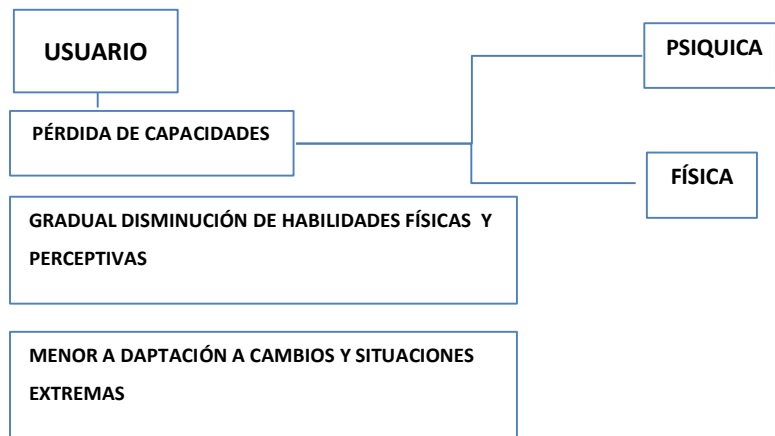 USUARIO
PSIQUICA
PÉRDIDA DE CAPACIDADES
FÍSICA
GRADUAL DISMINUCIÓN DE HABILIDADES FÍSICAS Y
PERCEPTIVAS
MENOR A DAPTACIÓN A CAMBIOS Y SITUACIONES
EXTREMAS